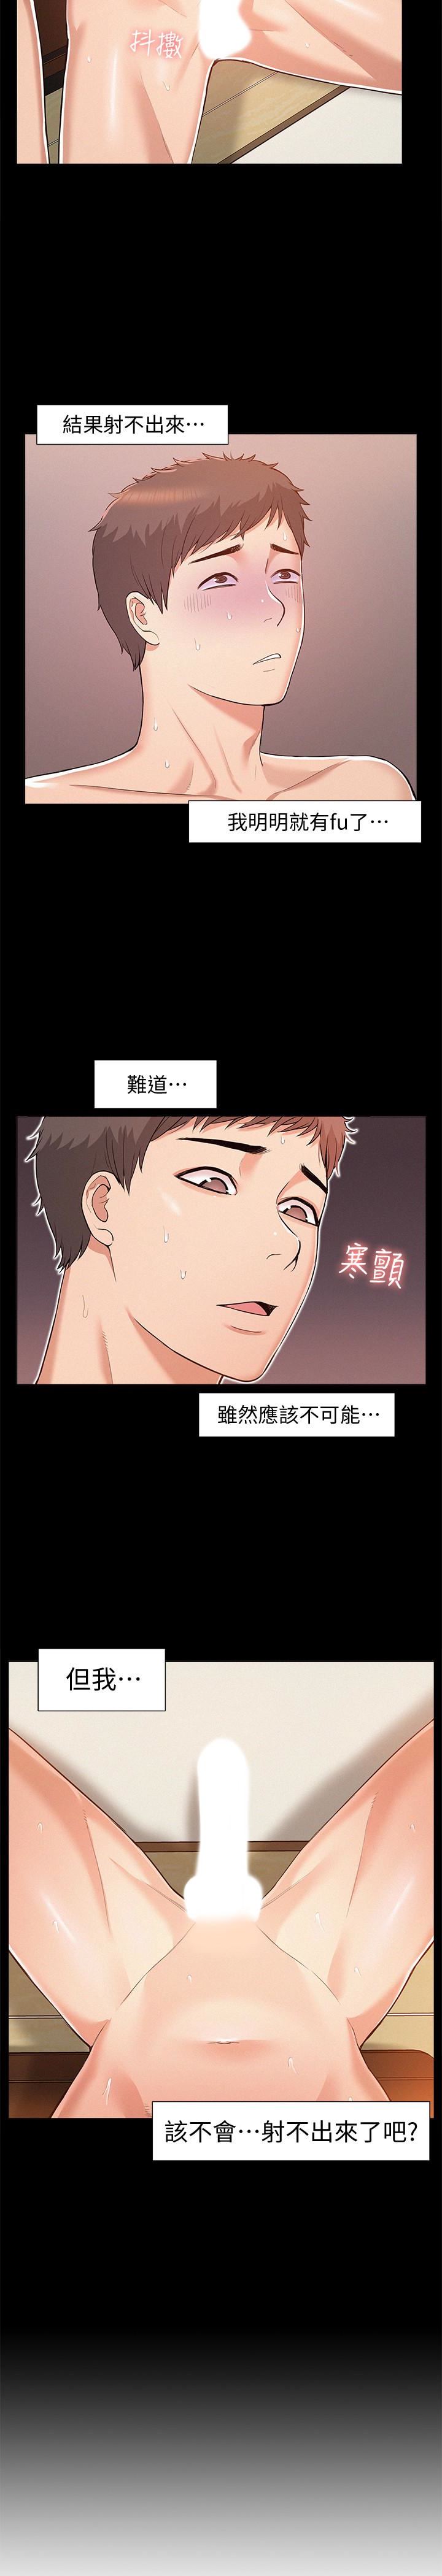 抖擻
結果射不出來⋯
我明明就有fu了⋯
難道⋯
寒顫
雖然應該不可能⋯
但我⋯
該不會⋯射不出來了吧?